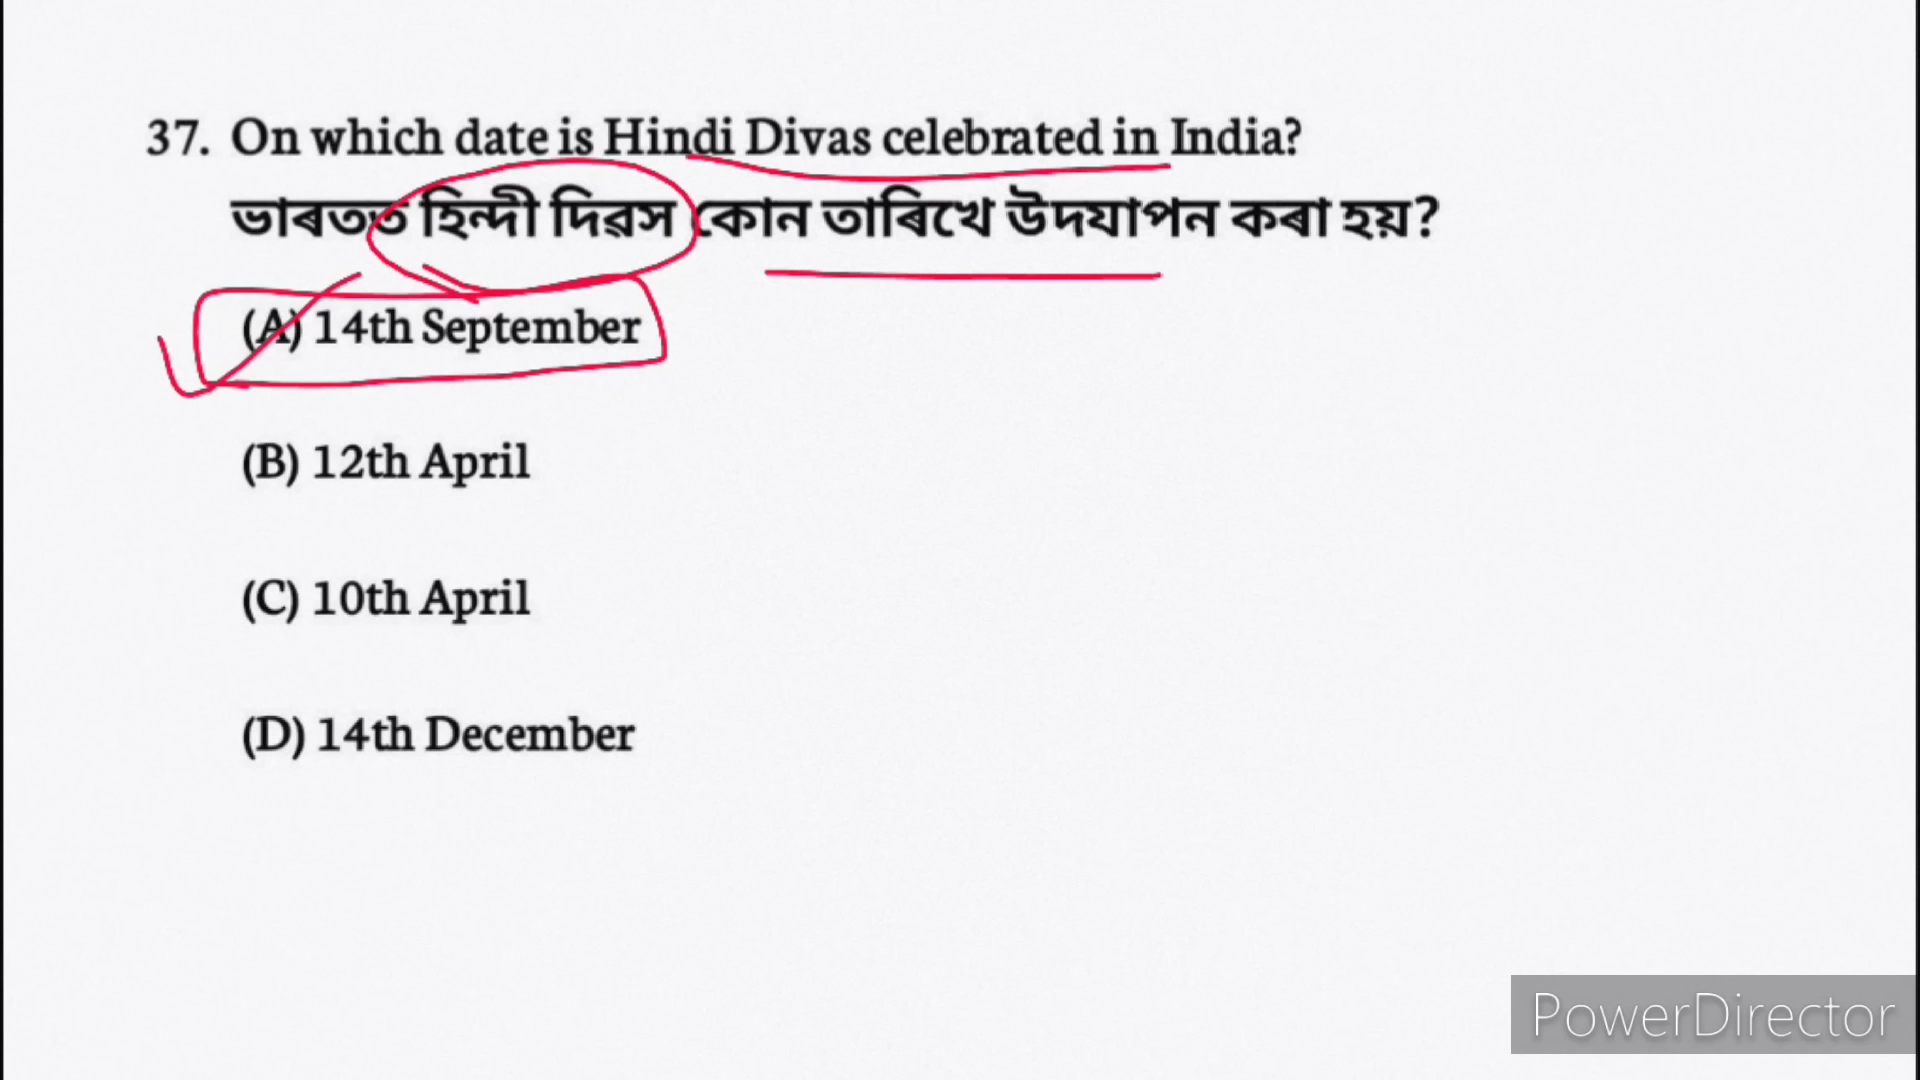 37. On which date is Hindi Divas celebrated in India?
ভাৰতত হিন্দী দিৱস কোন তাৰিখে উদযাপন কৰা হয়?
(A) 14th September
(B) 12th April
(C) 10th April
(D) 14th December
PowerDirector